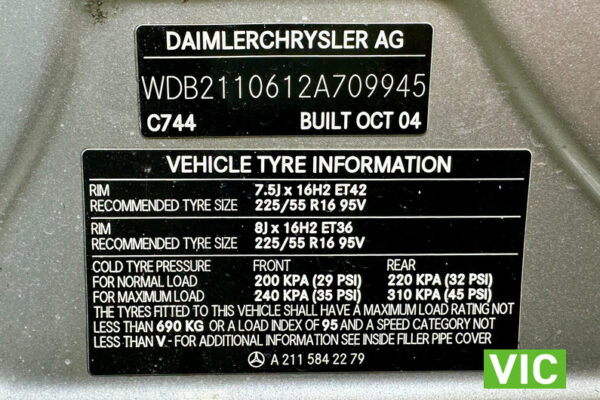 DAIMLERCHRYSLER AG
WDB2110612A709945
C744 BUILT OCT 04
VEHICLE TYRE INFORMATION
RIM 7.5J x 16H2 ET42
RECOMMENDED TYRE SIZE 225/55 R16 95V
RIM 8J x 16H2 ET36
RECOMMENDED TYRE SIZE 225/55 R16 95V
COLD TYRE PRESSURE FRONT REAR
FOR NORMAL LOAD 200 KPA (29 PSI) 220 KPA (32 PSI)
FOR MAXIMUM LOAD 240 KPA (35 PSI) 310 KPA (45 PSI)
THE TYRES FITTED TO THIS VEHICLE SHALL HAVE A MAXIMUM LOAD RATING NOT
LESS THAN 690 KG OR A LOAD INDEX OF 95 AND A SPEED CATEGORY NOT
LESS THAN V.- FOR ADDITIONAL INFORMATION SEE INSIDE FILLER PIPE COVER
A 211 584 22 79
VIC